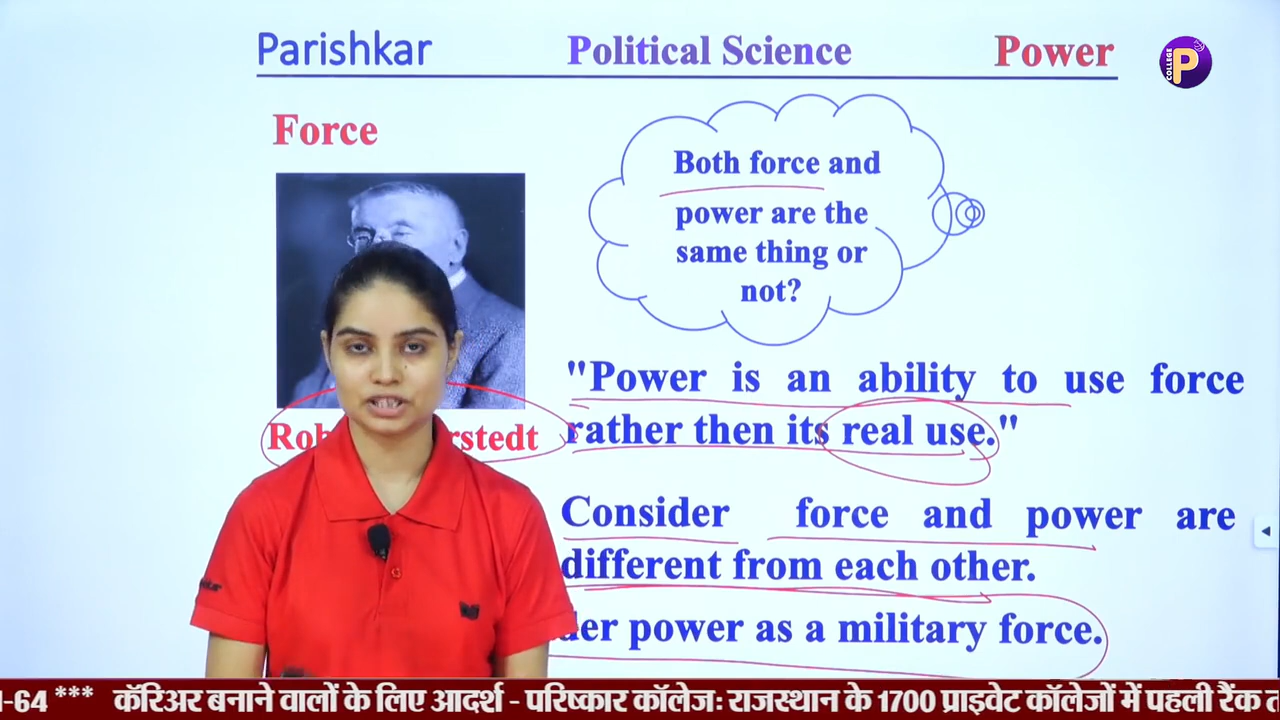 Parishkar Political Science Power
COLLEGE P
Force
Both force and
power are the
same thing or
not?
"Power is an ability to use force
rather then its real use."
Consider force and power are
different from each other.
power as a military force.
*** कॅरिअर बनाने वालों के लिए आदर्श - परिष्कार कॉलेजः राजस्थान के 1700 प्राइवेट कॉलेजों में पहली रैंक